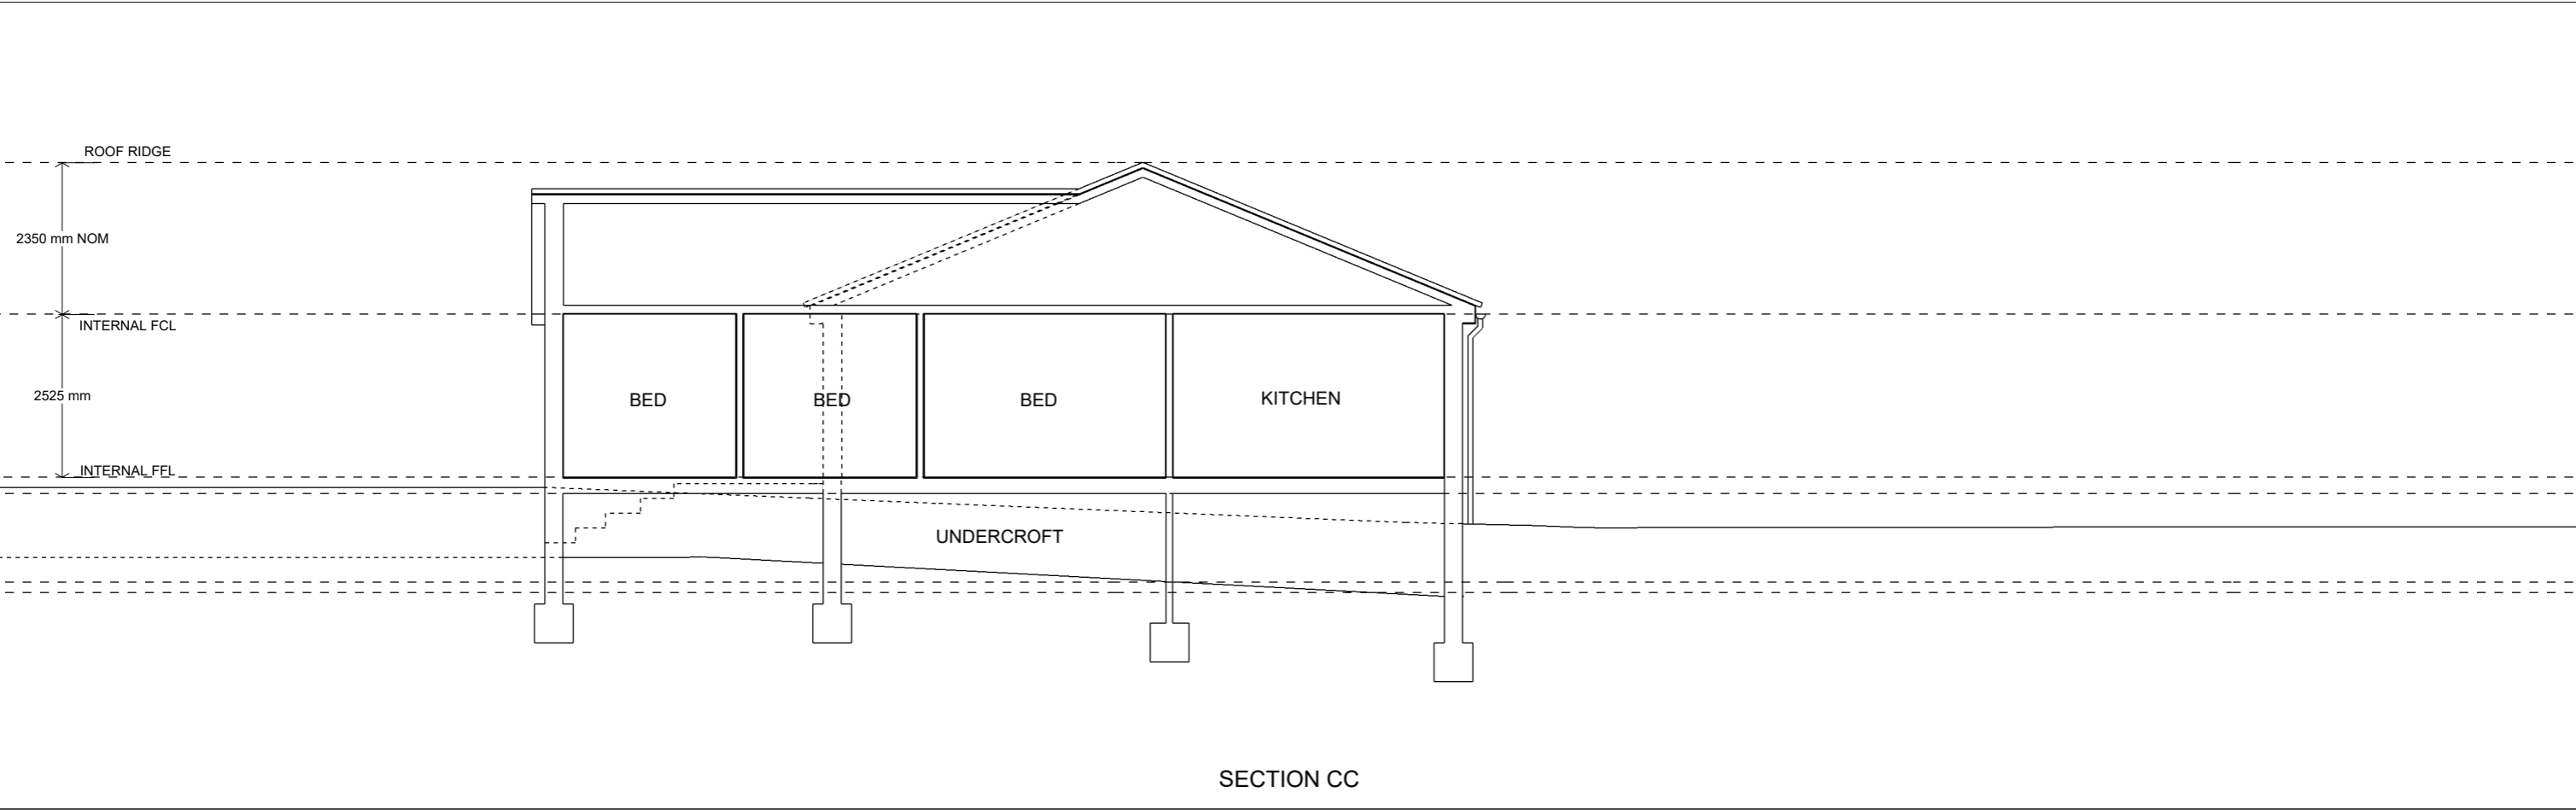 ROOF RIDGE
2350 mm NOM
INTERNAL FCL
2525 mm
BED
BED
BED
KITCHEN
INTERNAL FFL
UNDERCROFT
SECTION CC